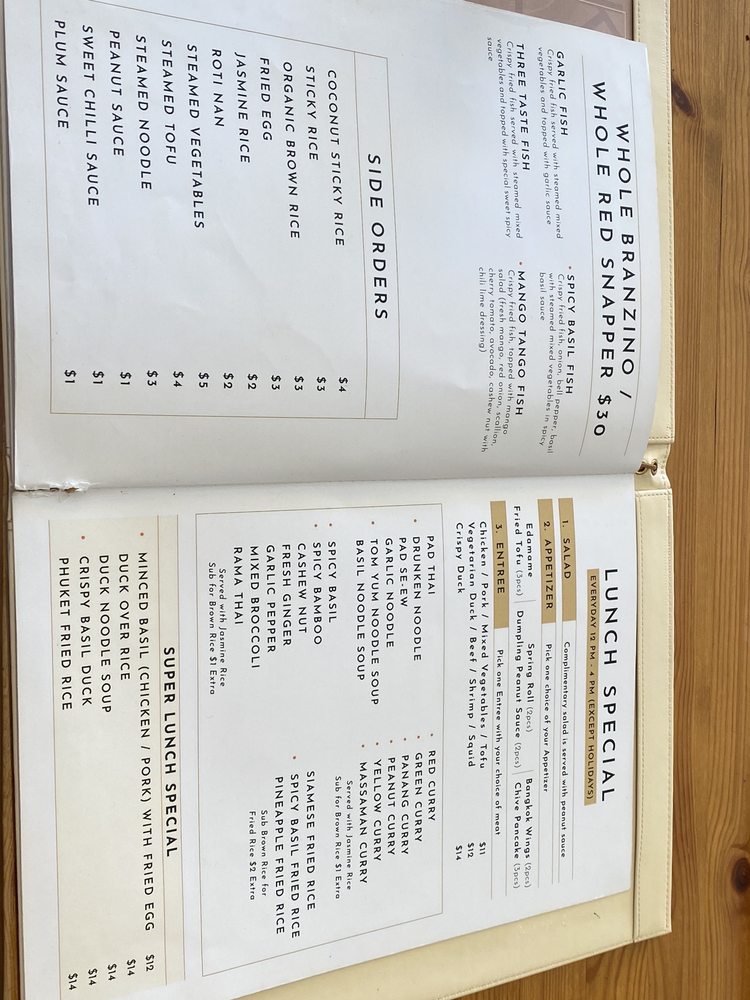 WHOLE BRANZINO /
WHOLE RED SNAPPER $30
GARLIC FISH
Crispy fried fish served with steamed mixed
vegetables and topped with garlic sauce
THREE TASTE FISH
Crispy fried fish served with steamed mixed
vegetables and topped with special sweet spicy
sauce
• SPICY BASIL FISH
Crispy fried fish, onion, bell pepper, basil
with steamed mixed vegetables in spicy
basil sauce
• MANGO TANGO FISH
Crispy fried fish, topped with mango
salad (fresh mango, red onion, scallion,
cherry tomato, avocado, cashew nut with
chili lime dressing)
SIDE ORDERS
COCONUT STICKY RICE $4
STICKY RICE $3
ORGANIC BROWN RICE $3
FRIED EGG $3
JASMINE RICE $2
ROTI NAN $2
STEAMED VEGETABLES $5
STEAMED TOFU $4
STEAMED NOODLE $3
PEANUT SAUCE $1
SWEET CHILLI SAUCE $1
PLUM SAUCE $1
LUNCH SPECIAL
EVERYDAY 12 PM - 4 PM (EXCEPT HOLIDAYS)
1. SALAD Complimentary salad is served with peanut sauce
2. APPETIZER Pick one choice of your Appetizer
Edamame Spring Roll (2pcs) Bangkok Wings (2pcs)
Fried Tofu (3pcs) Dumpling Peanut Sauce (2pcs) Chive Pancake (3pcs)
3. ENTREE Pick one Entree with your choice of meat
Chicken / Pork / Mixed Vegetables / Tofu $11
Vegetarian Duck / Beef / Shrimp / Squid $12
Crispy Duck $14
PAD THAI
• DRUNKEN NOODLE
PAD SE-EW
GARLIC NOODLE
• TOM YUM NOODLE SOUP
BASIL NOODLE SOUP
• SPICY BASIL
• SPICY BAMBOO
CASHEW NUT
FRESH GINGER
GARLIC PEPPER
MIXED BROCCOLI
RAMA THAI
Served with Jasmine Rice
Sub for Brown Rice $1 Extra
• RED CURRY
• GREEN CURRY
• PANANG CURRY
• PEANUT CURRY
• YELLOW CURRY
• MASSAMAN CURRY
Served with Jasmine Rice
Sub for Brown Rice $1 Extra
SIAMESE FRIED RICE
• SPICY BASIL FRIED RICE
PINEAPPLE FRIED RICE
Sub Brown Rice for
Fried Rice $2 Extra
SUPER LUNCH SPECIAL
• MINCED BASIL (CHICKEN / PORK) WITH FRIED EGG $12
DUCK OVER RICE $14
DUCK NOODLE SOUP $14
• CRISPY BASIL DUCK $14
PHUKET FRIED RICE $14